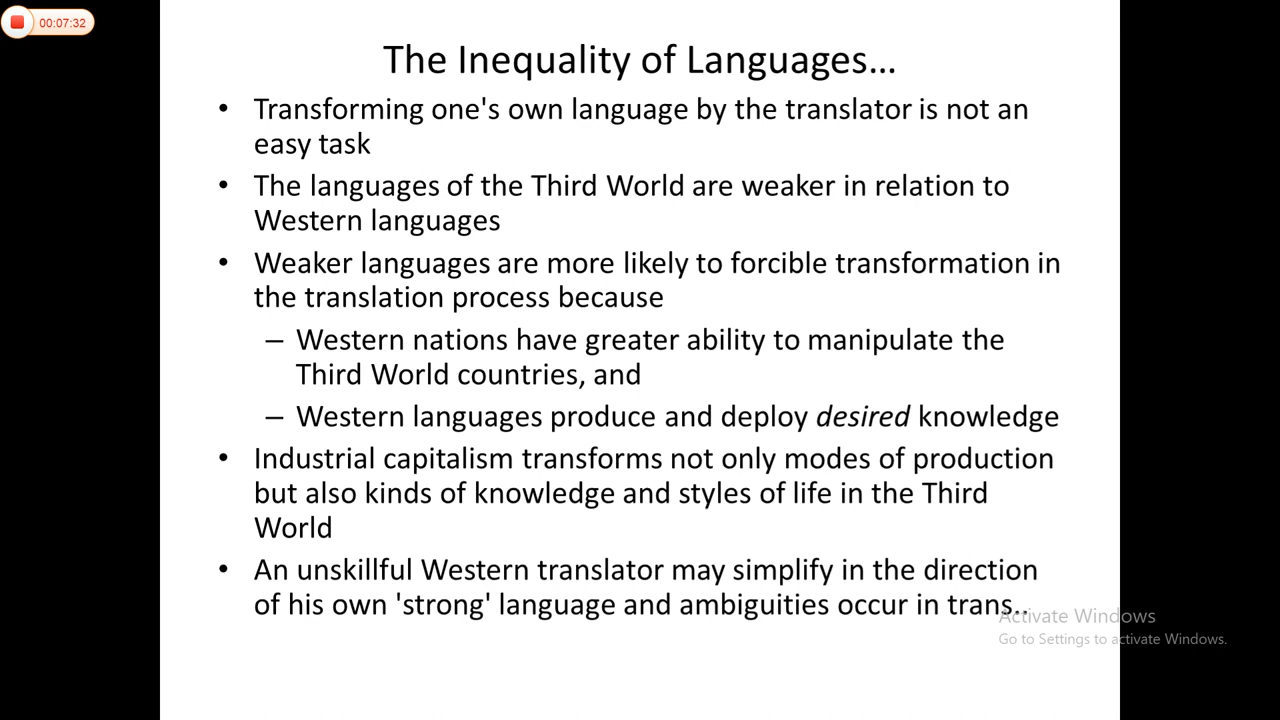 00:07:32
The Inequality of Languages...
• Transforming one's own language by the translator is not an
easy task
• The languages of the Third World are weaker in relation to
Western languages
• Weaker languages are more likely to forcible transformation in
the translation process because
– Western nations have greater ability to manipulate the
Third World countries, and
– Western languages produce and deploy desired knowledge
• Industrial capitalism transforms not only modes of production
but also kinds of knowledge and styles of life in the Third
World
• An unskillful Western translator may simplify in the direction
of his own 'strong' language and ambiguities occur in trans..
Activate Windows
Go to Settings to activate Windows.